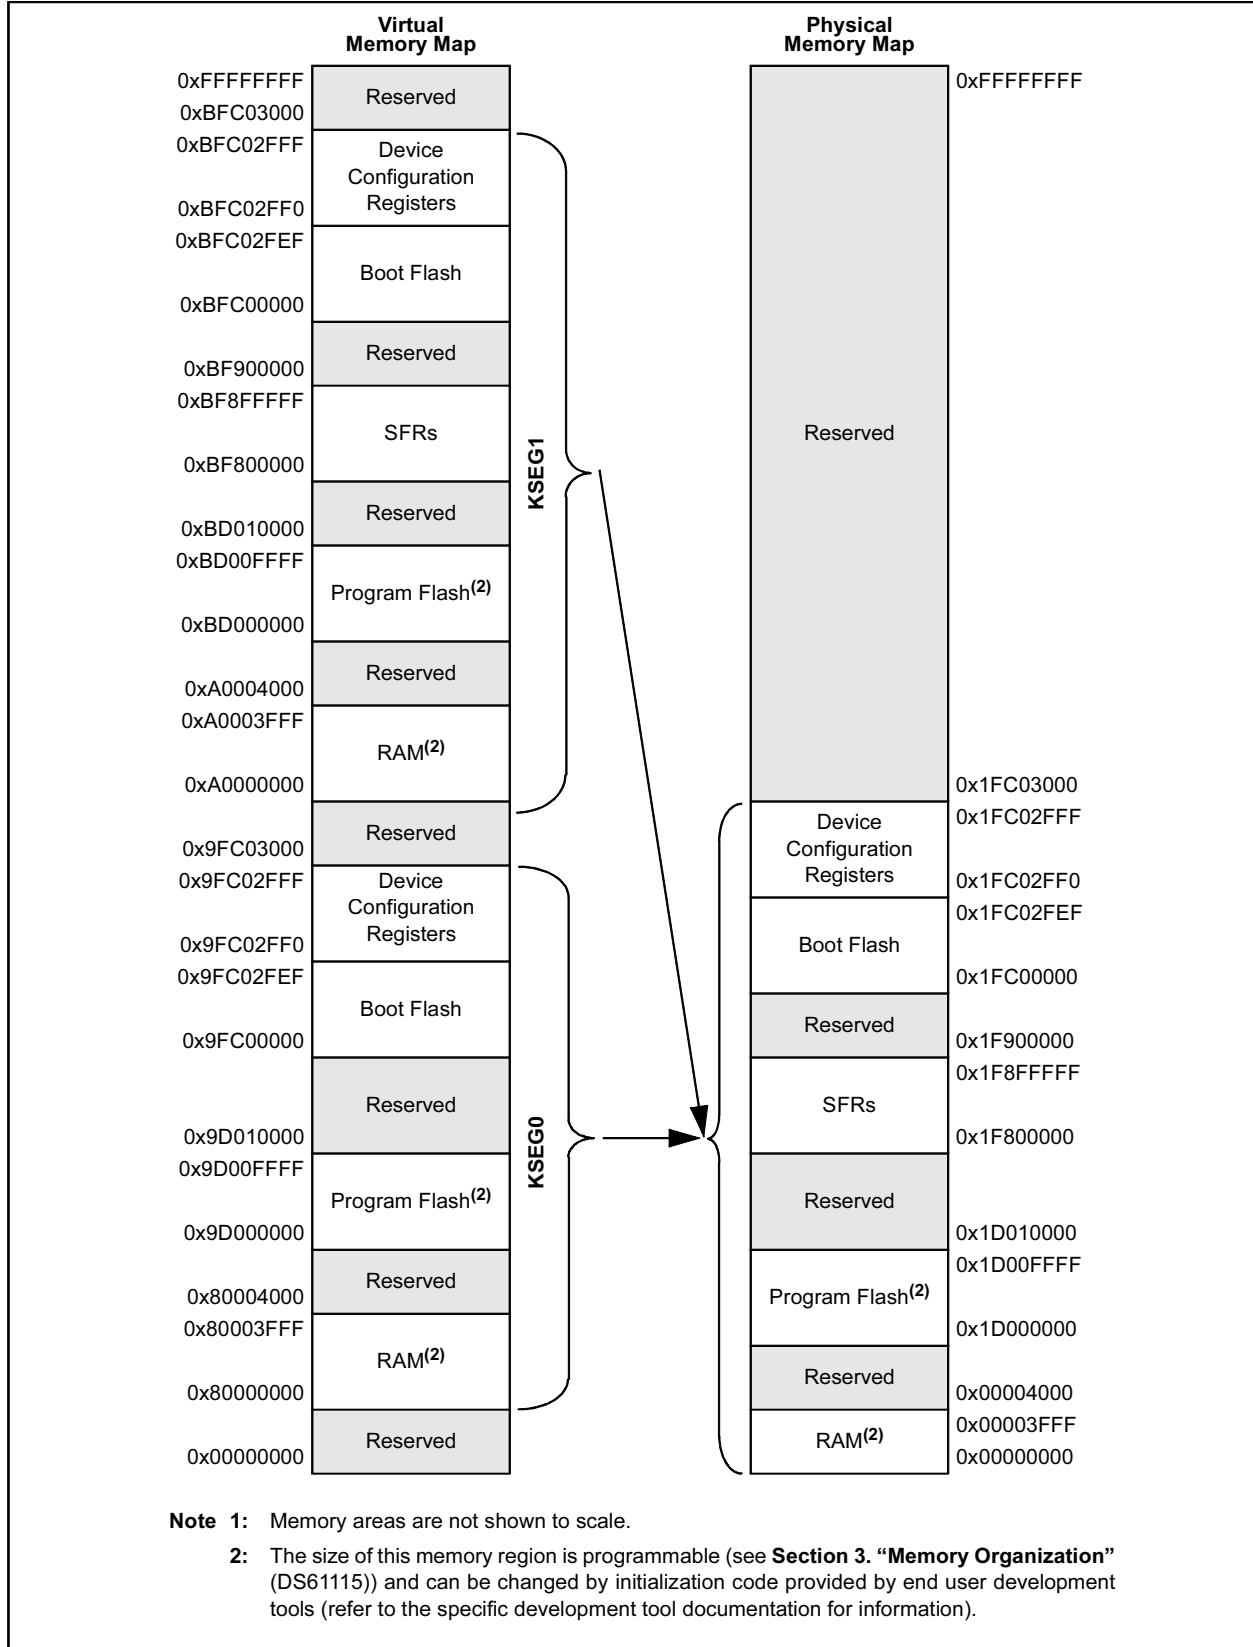 Virtual
Memory Map
0xFFFFFFFF
Reserved
0xBFC03000
0xBFC02FFF
Device
Configuration
Registers
0xBFC02FF0
0xBFC02FEF
Boot Flash
0xBFC00000
Reserved
0xBF900000
0xBF8FFFFF
SFRs
0xBF800000
Reserved
0xBD010000
0xBD00FFFF
Program Flash(2)
0xBD000000
Reserved
0xA0004000
0xA0003FFF
RAM(2)
0xA0000000
KSEG1
Reserved
0x9FC03000
0x9FC02FFF
Device
Configuration
Registers
0x9FC02FF0
0x9FC02FEF
Boot Flash
0x9FC00000
Reserved
0x9D010000
0x9D00FFFF
Program Flash(2)
0x9D000000
Reserved
0x80004000
0x80003FFF
RAM(2)
0x80000000
KSEG0
Reserved
0x00000000
Physical
Memory Map
0xFFFFFFFF
Reserved
0x1FC03000
0x1FC02FFF
Device
Configuration
Registers
0x1FC02FF0
0x1FC02FEF
Boot Flash
0x1FC00000
Reserved
0x1F900000
0x1F8FFFFF
SFRs
0x1F800000
Reserved
0x1D010000
0x1D00FFFF
Program Flash(2)
0x1D000000
Reserved
0x00004000
0x00003FFF
RAM(2)
0x00000000
Note 1: Memory areas are not shown to scale.
2: The size of this memory region is programmable (see Section 3. “Memory Organization”
(DS61115)) and can be changed by initialization code provided by end user development
tools (refer to the specific development tool documentation for information).